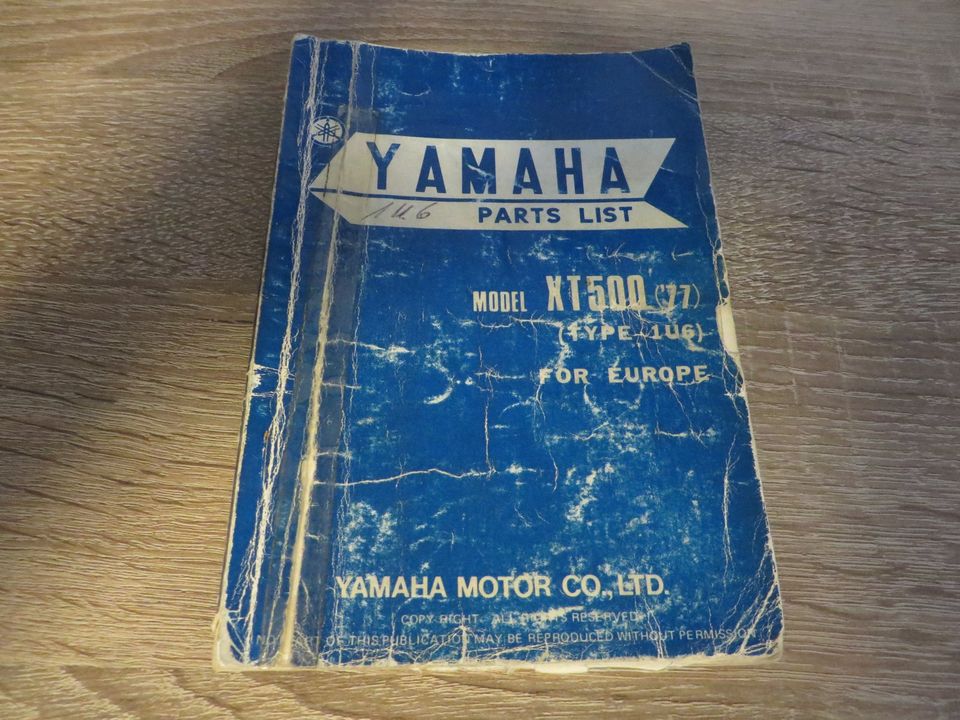 YAMAHA
1U6
PARTS LIST
MODEL XT500 ('77)
(TYPE 1U6)
FOR EUROPE
YAMAHA MOTOR CO., LTD.
COPY RIGHT. ALL RIGHTS RESERVED.
NO PART OF THIS PUBLICATION MAY BE REPRODUCED WITHOUT PERMISSION